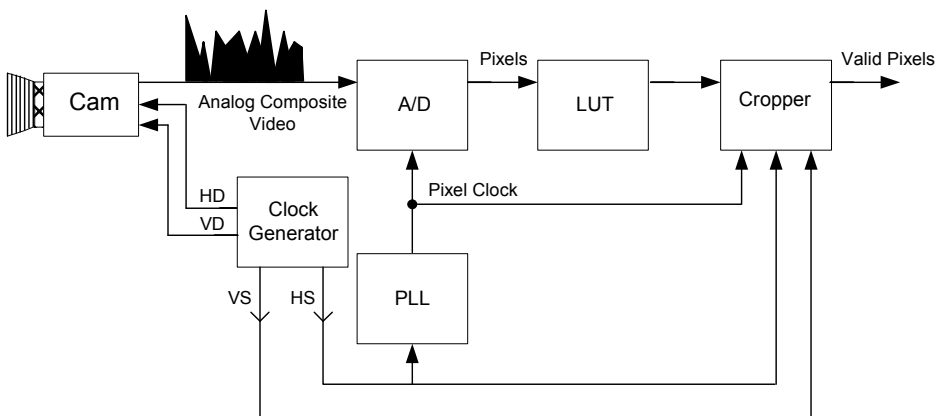 Pixels
Valid Pixels
Cam
A/D
LUT
Cropper
Analog Composite
Video
HD
VD
Clock
Generator
Pixel Clock
VS
HS
PLL